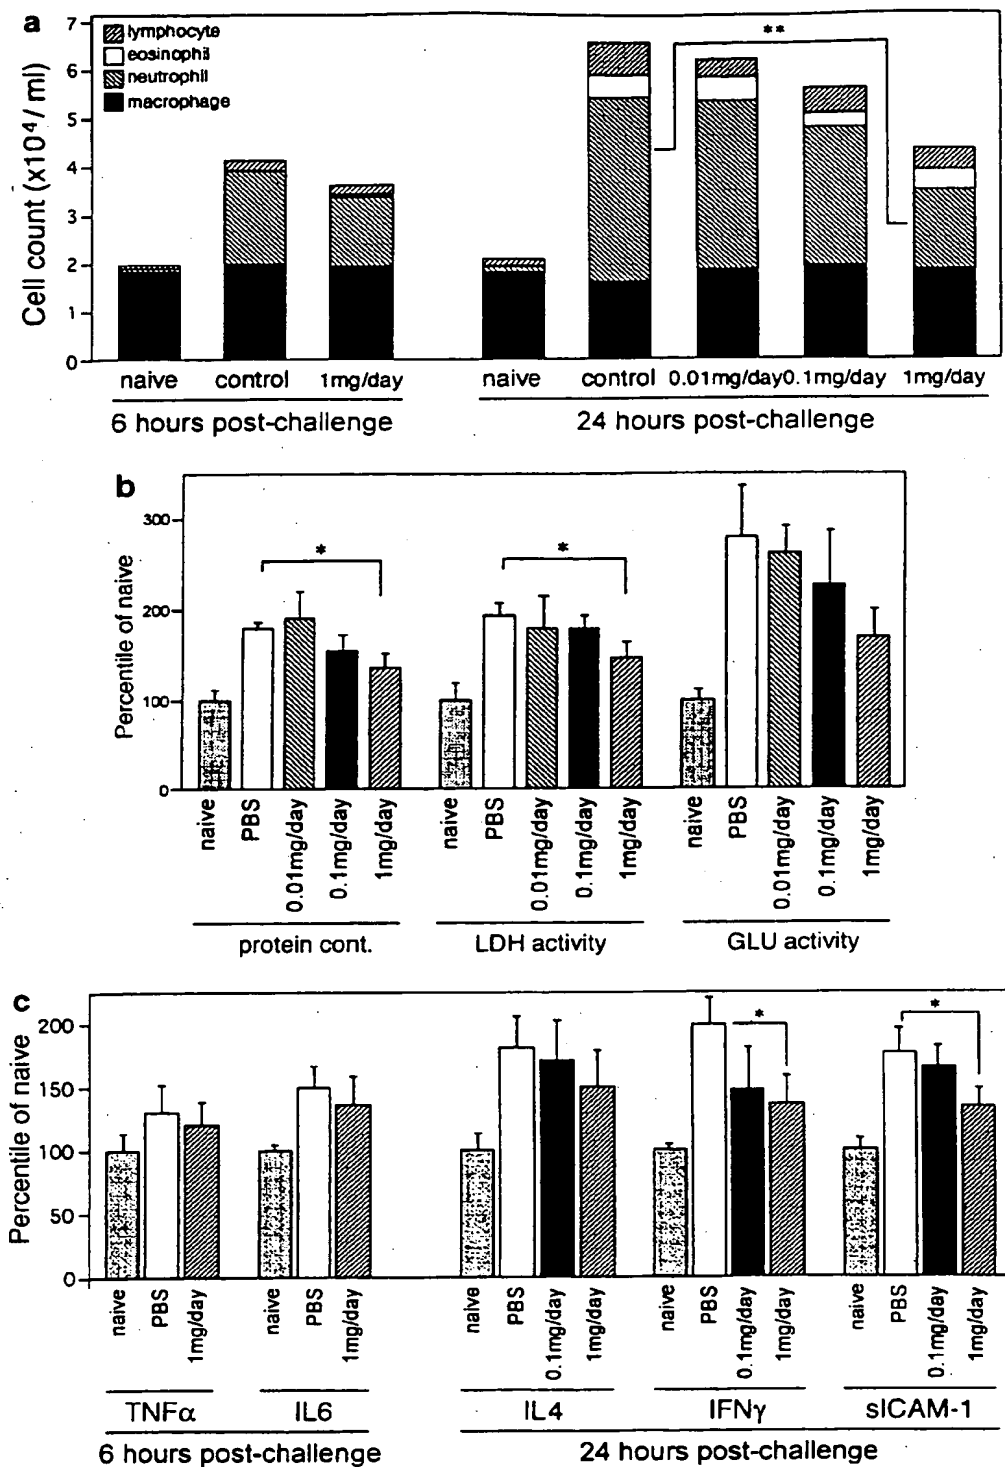 a
lymphocyte
eosinophil
neutrophil
macrophage
Cell count (x10⁴ / ml)
7
6
5
4
3
2
1
0
**
naive control 1mg/day naive control 0.01mg/day 0.1mg/day 1mg/day
6 hours post-challenge 24 hours post-challenge
b
Percentile of naive
300
200
100
0
* *
naive PBS 0.01mg/day 0.1mg/day 1mg/day naive PBS 0.01mg/day 0.1mg/day 1mg/day naive PBS 0.01mg/day 0.1mg/day 1mg/day
protein cont. LDH activity GLU activity
c
Percentile of naive
200
150
100
50
0
* *
naive PBS 1mg/day naive PBS 1mg/day naive PBS 0.1mg/day 1mg/day naive PBS 0.1mg/day 1mg/day naive PBS 0.1mg/day 1mg/day
TNFα IL6 IL4 IFNγ sICAM-1
6 hours post-challenge 24 hours post-challenge